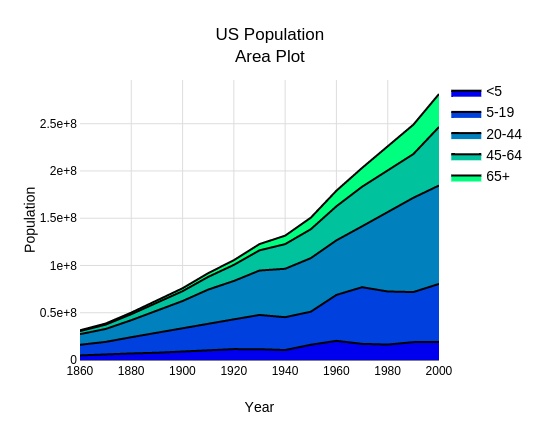 US Population
Area Plot
<5
5-19
20-44
45-64
65+
2.5e+8
2e+8
1.5e+8
1e+8
0.5e+8
0
Population
1860 1880 1900 1920 1940 1960 1980 2000
Year